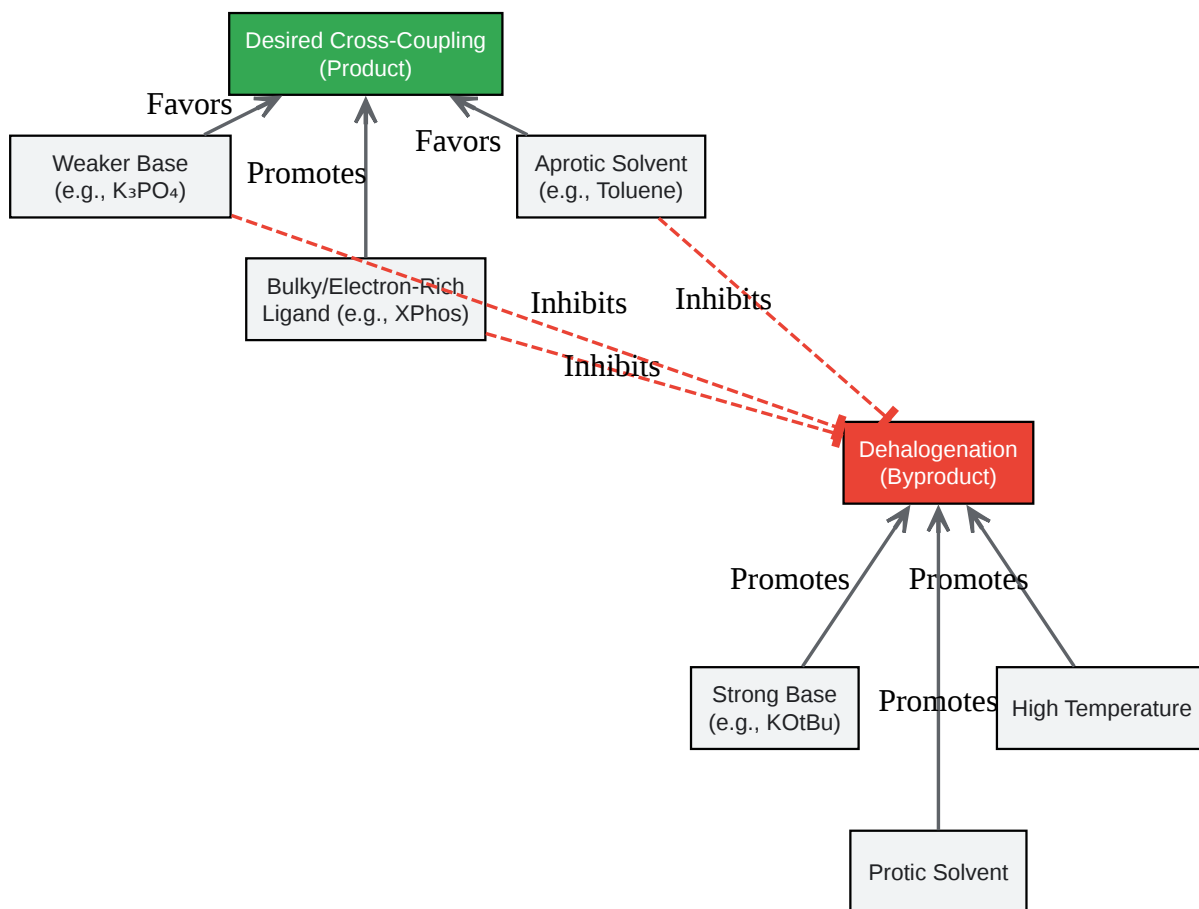 Desired Cross-Coupling
(Product)
Favors
Favors
Weaker Base
(e.g., K₃PO₄)
Promotes
Aprotic Solvent
(e.g., Toluene)
Bulky/Electron-Rich
Ligand (e.g., XPhos)
Inhibits
Inhibits
Inhibits
Dehalogenation
(Byproduct)
Promotes
Promotes
Strong Base
(e.g., KOtBu)
Promotes
High Temperature
Protic Solvent